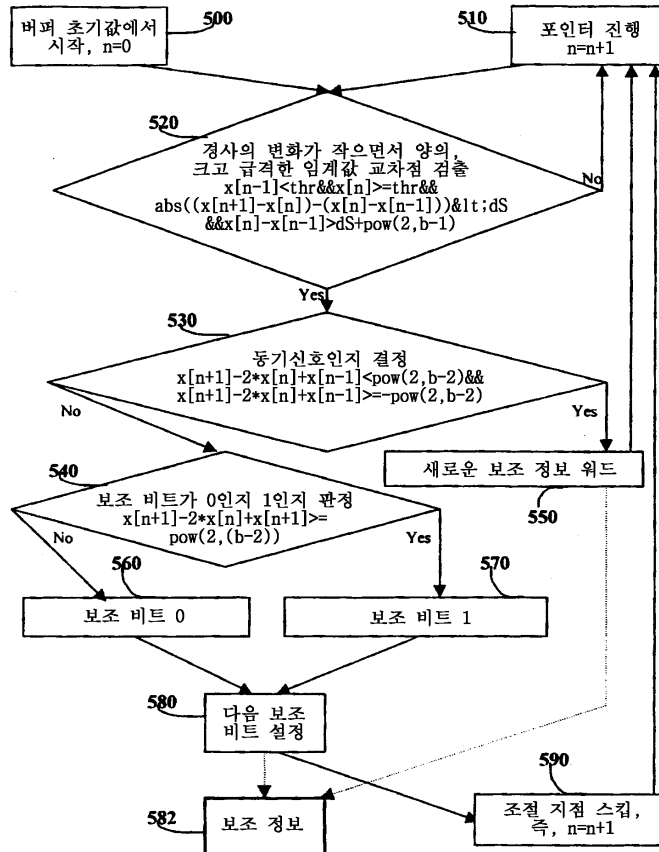 버퍼 초기값에서
시작, n=0
500
510
포인터 진행
n=n+1
520
경사의 변화가 작으면서 양의,
크고 급격한 임계값 교차점 검출
x[n-1]<thr&&x[n]>=thr&&
abs((x[n+1]-x[n])-(x[n]-x[n-1]))&lt;dS
&&x[n]-x[n-1]>dS+pow(2,b-1)
No
Yes
530
동기신호인지 결정
x[n+1]-2*x[n]+x[n-1]<pow(2,b-2)&&
x[n+1]-2*x[n]+x[n-1]>=-pow(2,b-2)
No
Yes
540
보조 비트가 0인지 1인지 판정
x[n+1]-2*x[n]+x[n+1]>=
pow(2,(b-2))
No
Yes
새로운 보조 정보 워드
550
560
보조 비트 0
570
보조 비트 1
580
다음 보조
비트 설정
582
보조 정보
590
조절 지점 스킵,
즉, n=n+1